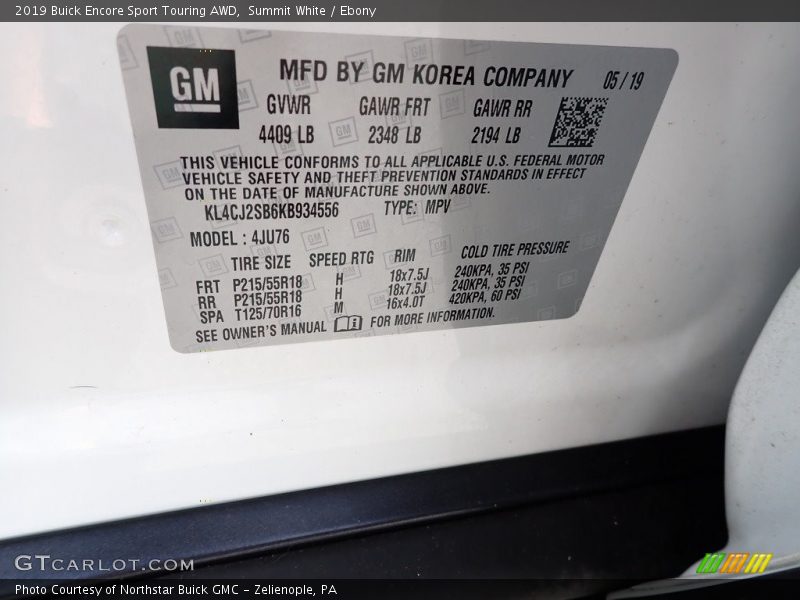 2019 Buick Encore Sport Touring AWD,  Summit White / Ebony
GM
MFD BY GM KOREA COMPANY 05/19
GVWR GAWR FRT GAWR RR
4409 LB 2348 LB 2194 LB
THIS VEHICLE CONFORMS TO ALL APPLICABLE U.S. FEDERAL MOTOR
VEHICLE SAFETY AND THEFT PREVENTION STANDARDS IN EFFECT
ON THE DATE OF MANUFACTURE SHOWN ABOVE.
KL4CJ2SB6KB934556 TYPE: MPV
MODEL : 4JU76
TIRE SIZE SPEED RTG RIM COLD TIRE PRESSURE
FRT P215/55R18 H 18x7.5J 240KPA, 35 PSI
RR P215/55R18 H 18x7.5J 240KPA, 35 PSI
SPA T125/70R16 M 16x4.0T 420KPA, 60 PSI
SEE OWNER'S MANUAL FOR MORE INFORMATION.
GTCARLOT.COM
Photo Courtesy of Northstar Buick GMC - Zelienople, PA